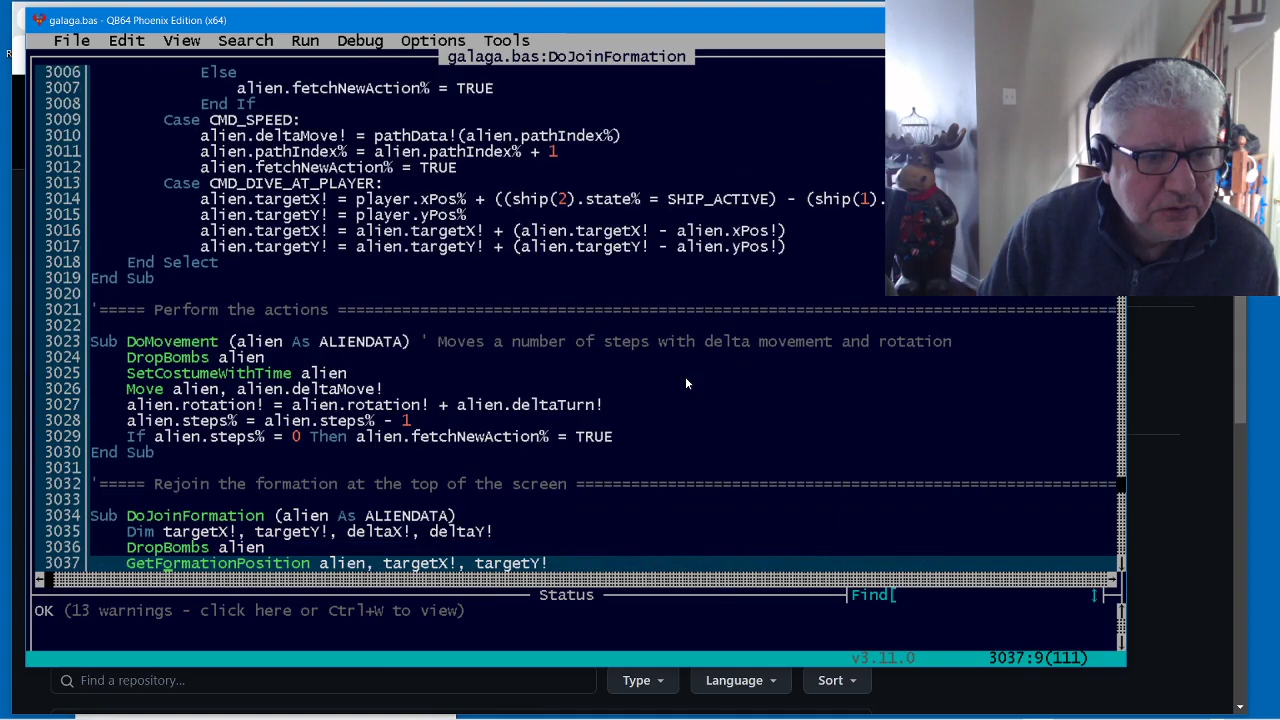 galaga.bas - QB64 Phoenix Edition (x64)
File Edit View Search Run Debug Options Tools
galaga.bas:DoJoinFormation
3006 Else
3007 alien.fetchNewAction% = TRUE
3008 End If
3009 Case CMD_SPEED:
3010 alien.deltaMove! = pathData!(alien.pathIndex%)
3011 alien.pathIndex% = alien.pathIndex% + 1
3012 alien.fetchNewAction% = TRUE
3013 Case CMD_DIVE_AT_PLAYER:
3014 alien.targetX! = player.xPos% + ((ship(2).state% = SHIP_ACTIVE) - (ship(1).
3015 alien.targetY! = player.yPos%
3016 alien.targetX! = alien.targetX! + (alien.targetX! - alien.xPos!)
3017 alien.targetY! = alien.targetY! + (alien.targetY! - alien.yPos!)
3018 End Select
3019 End Sub
3020
3021 '===== Perform the actions =====================================================================================
3022
3023 Sub DoMovement (alien As ALIENDATA) ' Moves a number of steps with delta movement and rotation
3024 DropBombs alien
3025 SetCostumeWithTime alien
3026 Move alien, alien.deltaMove!
3027 alien.rotation! = alien.rotation! + alien.deltaTurn!
3028 alien.steps% = alien.steps% - 1
3029 If alien.steps% = 0 Then alien.fetchNewAction% = TRUE
3030 End Sub
3031
3032 '===== Rejoin the formation at the top of the screen ===========================================================
3033
3034 Sub DoJoinFormation (alien As ALIENDATA)
3035 Dim targetX!, targetY!, deltaX!, deltaY!
3036 DropBombs alien
3037 GetFormationPosition alien, targetX!, targetY!
Status
Find[
OK (13 warnings - click here or Ctrl+W to view)
v3.11.0 3037:9(111)
Find a repository... Type Language Sort